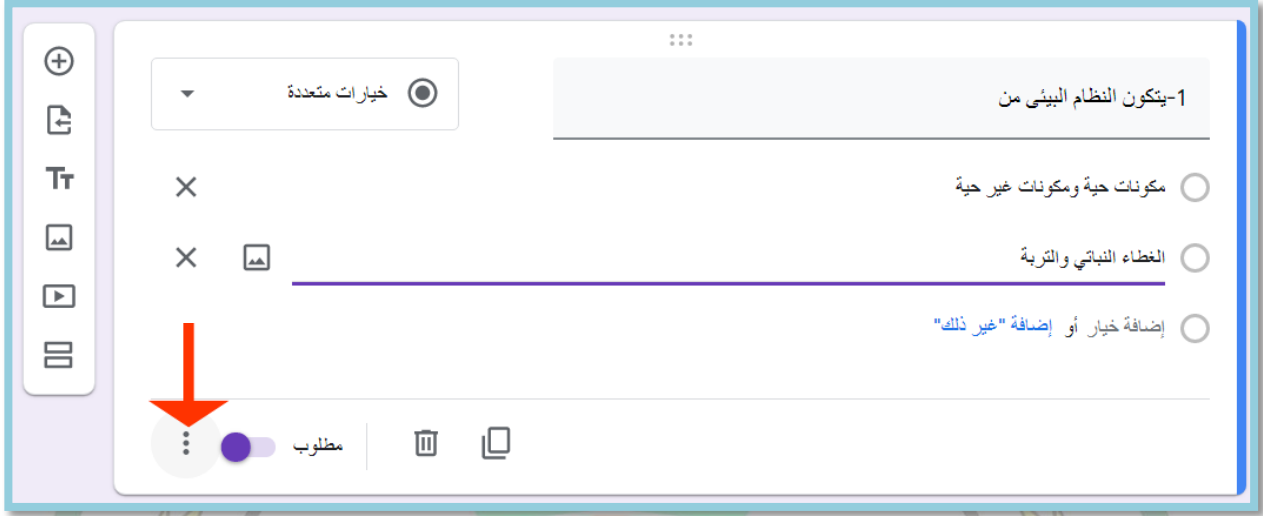 1-يتكون النظام البيئى من
خيارات متعددة
مكونات حية ومكونات غير حية
الغطاء النباتي والتربة
إضافة خيار أو إضافة "غير ذلك"
مطلوب
Tт